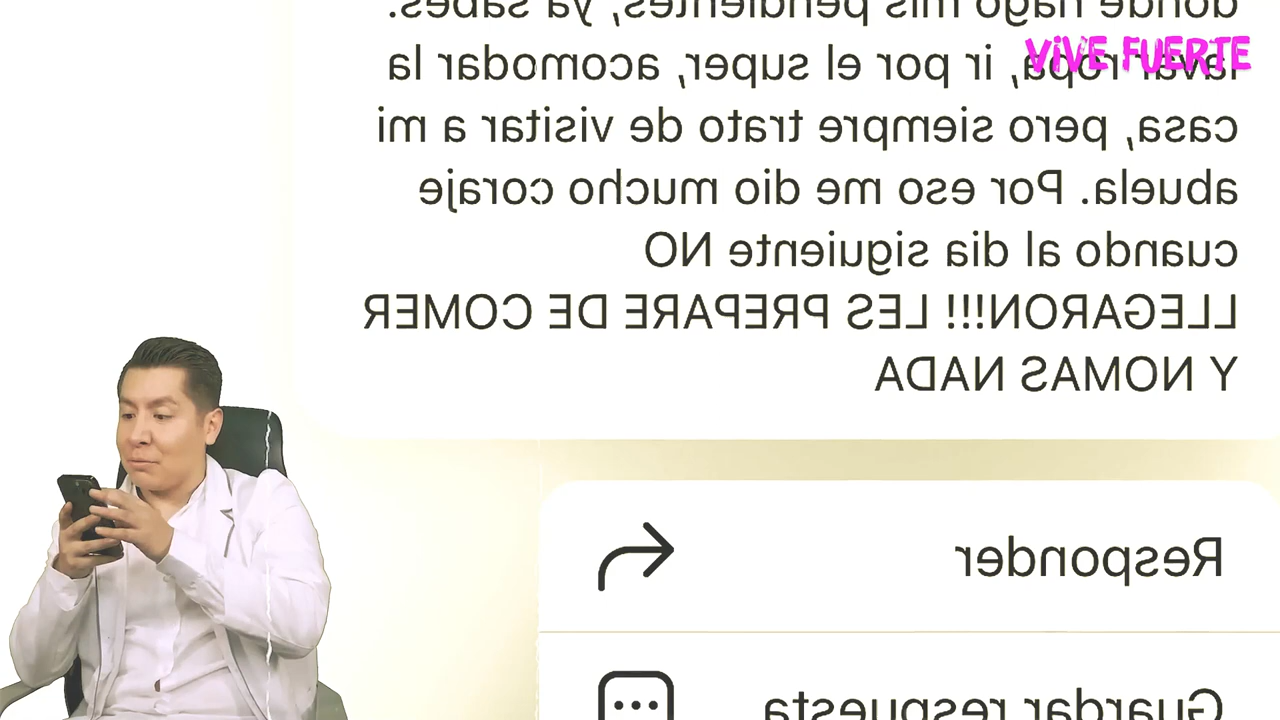 donde hago mis pendientes, ya sabes.
lavar ropa, ir por el super, acomodar la
casa, pero siempre trato de visitar a mi
abuela. Por eso me dio mucho coraje
cuando al dia siguiente NO
LLEGARON!!! LES PREPARE DE COMER
Y NOMAS NADA
Responder
Guardar respuesta
ViVE FUERTE